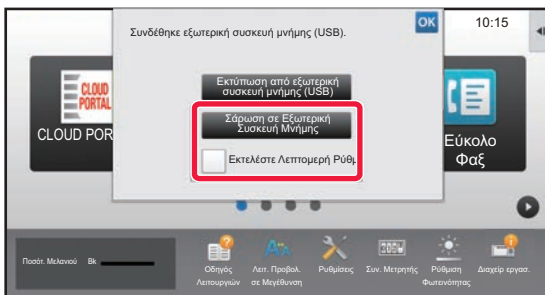 Συνδέθηκε εξωτερική συσκευή μνήμης (USB).
OK
10:15
Εκτύπωση από εξωτερική
συσκευή μνήμης (USB)
Σάρωση σε Εξωτερική
Συσκευή Μνήμης
Εκτελέστε Λεπτομερή Ρύθμ
CLOUD
PORTAL
CLOUD POR
Εύκολο
Φαξ
Ποσότ. Μελανιού Bk
Οδηγός
Λειτουργιών
Λειτ. Προβολ.
σε Μεγέθυνση
Ρυθμίσεις
Συν. Μετρητής
Ρύθμιση
Φωτεινότητας
Διαχείρ εργασ.